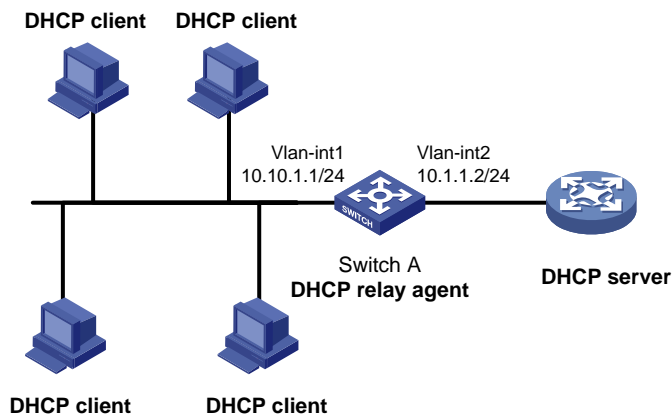 DHCP client
DHCP client
Vlan-int1
10.10.1.1/24
Vlan-int2
10.1.1.2/24
SWITCH
Switch A
DHCP relay agent
DHCP server
DHCP client
DHCP client